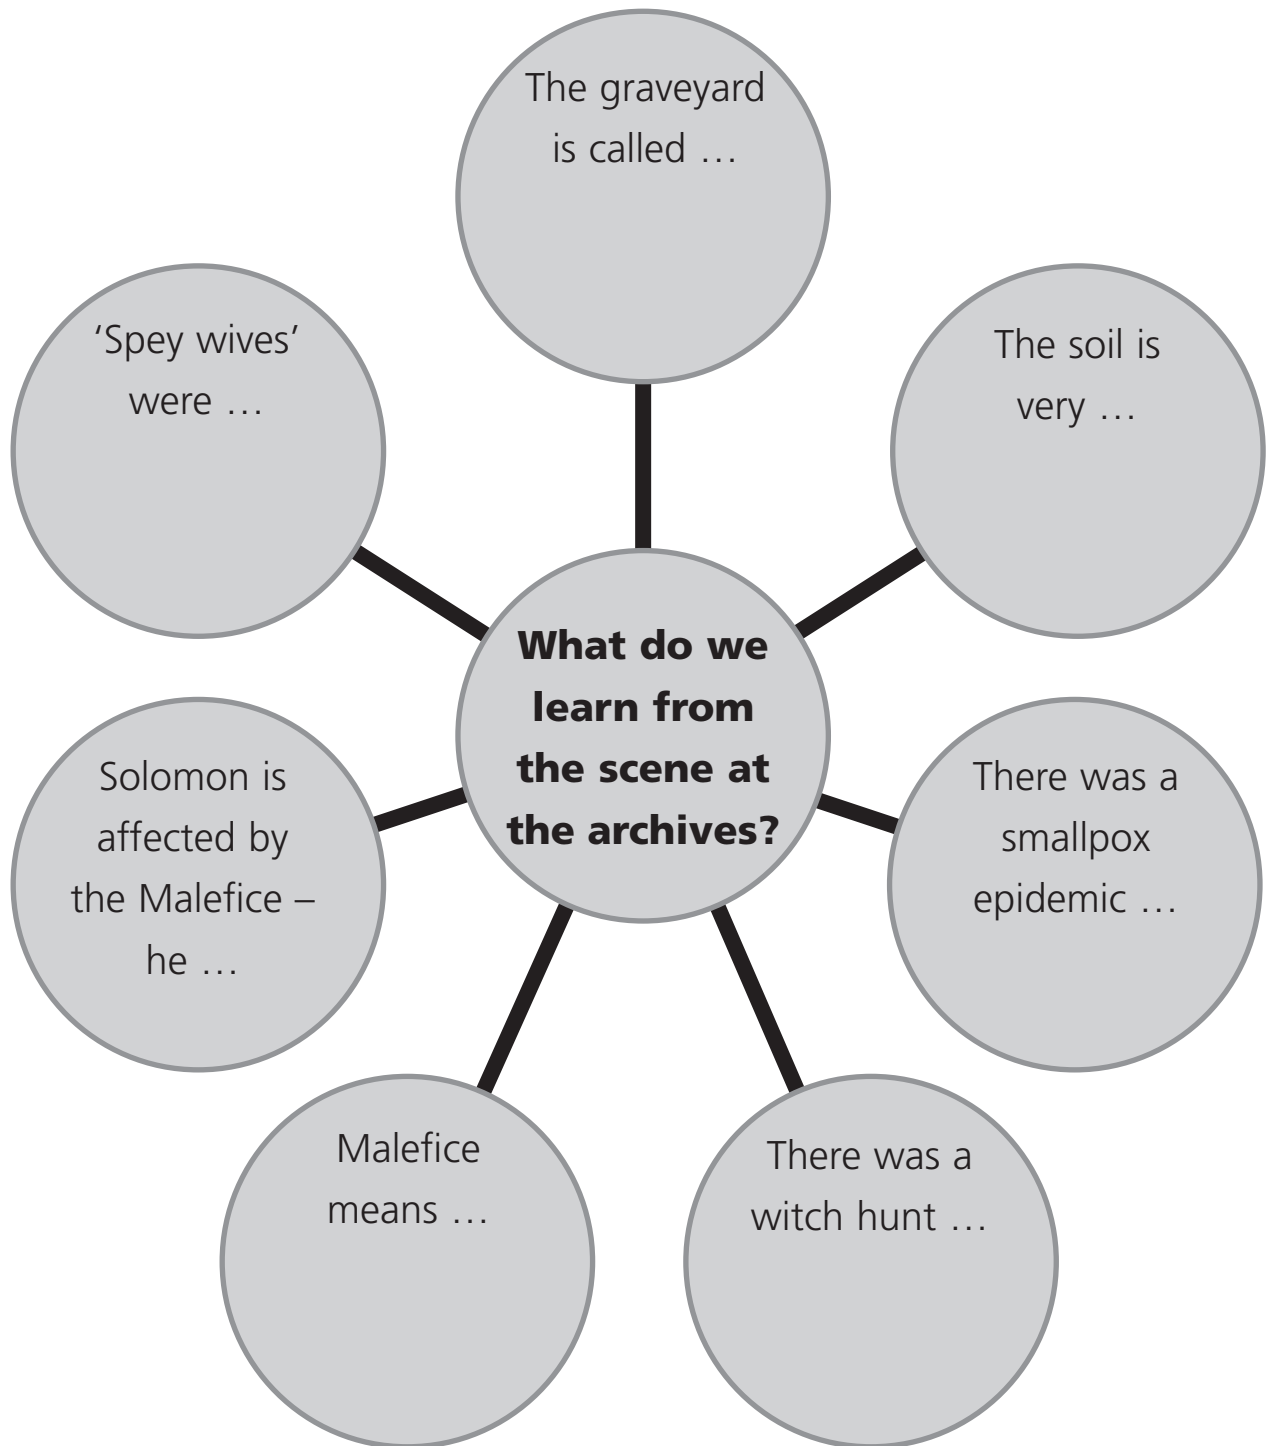 The graveyard
is called …
'Spey wives'
were …
The soil is
very …
What do we
learn from
the scene at
the archives?
Solomon is
affected by
the Malefice –
he …
There was a
smallpox
epidemic …
Malefice
means …
There was a
witch hunt …